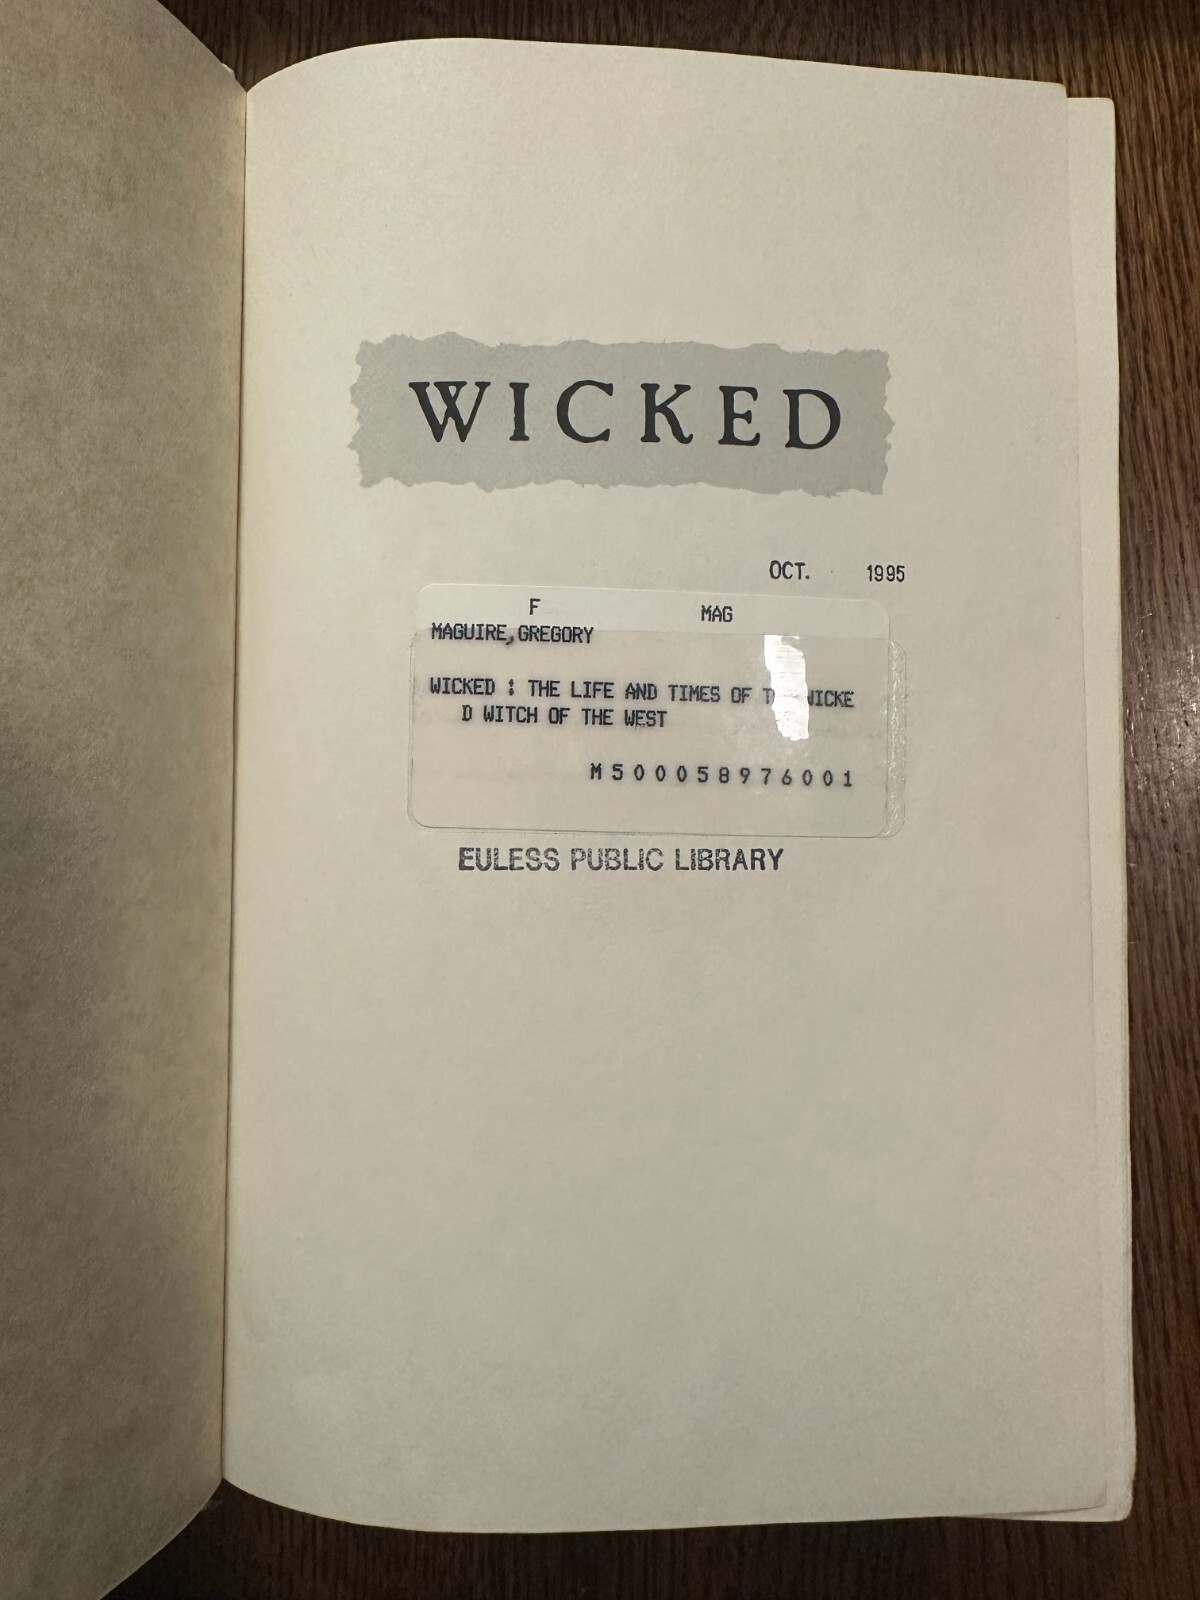 WICKED
OCT. 1995
F MAG
MAGUIRE,GREGORY
WICKED : THE LIFE AND TIMES OF WICKE
D WITCH OF THE WEST
M500058976001
EULESS PUBLIC LIBRARY